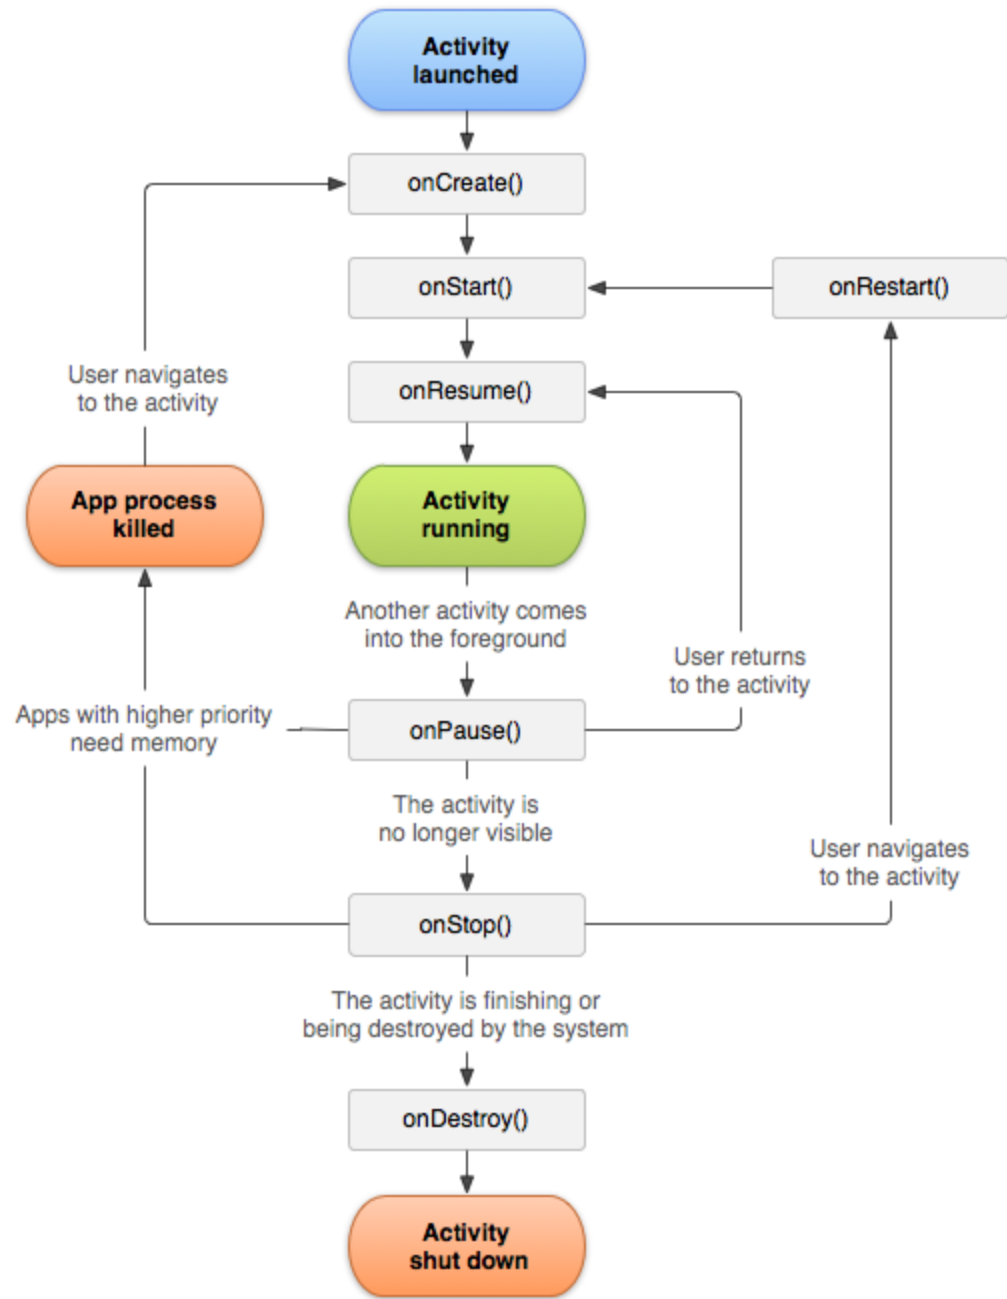 Activity
launched
onCreate()
onStart()
onRestart()
User navigates
to the activity
onResume()
App process
killed
Activity
running
Another activity comes
into the foreground
User returns
to the activity
Apps with higher priority
need memory
onPause()
The activity is
no longer visible
User navigates
to the activity
onStop()
The activity is finishing or
being destroyed by the system
onDestroy()
Activity
shut down